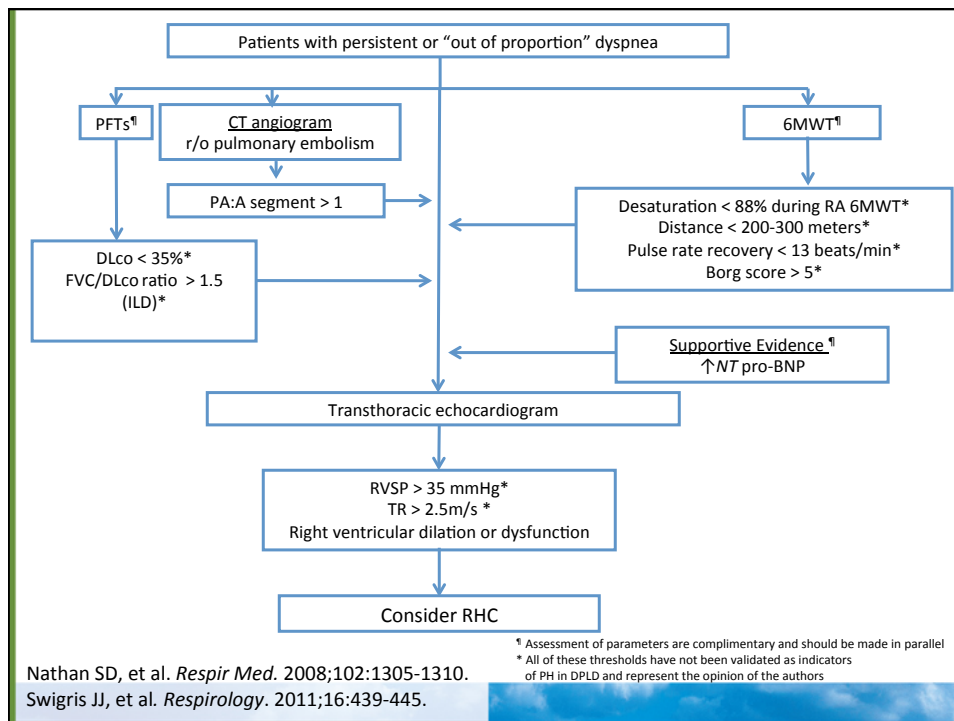 Patients with persistent or “out of proportion” dyspnea
PFTs¶
CT angiogram
r/o pulmonary embolism
6MWT¶
PA:A segment > 1
Desaturation < 88% during RA 6MWT*
Distance < 200-300 meters*
Pulse rate recovery < 13 beats/min*
Borg score > 5*
DLco < 35%*
FVC/DLco ratio > 1.5
(ILD)*
Supportive Evidence ¶
↑NT pro-BNP
Transthoracic echocardiogram
RVSP > 35 mmHg*
TR > 2.5m/s *
Right ventricular dilation or dysfunction
Consider RHC
¶ Assessment of parameters are complimentary and should be made in parallel
* All of these thresholds have not been validated as indicators
of PH in DPLD and represent the opinion of the authors
Nathan SD, et al. Respir Med. 2008;102:1305-1310.
Swigris JJ, et al. Respirology. 2011;16:439-445.